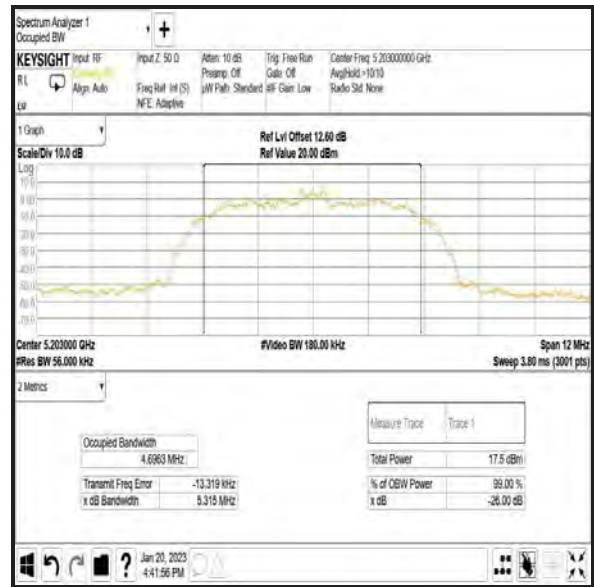 Spectrum Analyzer 1
Occupied BW
+
KEYSIGHT Input: RF
R L
Align: Auto
Input Z: 50 Ω
Freq Ref: Int (S)
NFE: Adaptive
Atten: 10 dB
Preamp: Off
µW Path: Standard
Trig: Free Run
Gate: Off
#IF Gain: Low
Center Freq: 5.203000000 GHz
Avg|Hold:>10/10
Radio Std: None
1 Graph
Scale/Div 10.0 dB
Ref Lvl Offset 12.60 dB
Ref Value 20.00 dBm
Log
Center 5.203000 GHz
#Res BW 56.000 kHz
#Video BW 180.00 kHz
Span 12 MHz
Sweep 3.80 ms (3001 pts)
2 Metrics
Measure Trace Trace 1
Occupied Bandwidth
4.6963 MHz
Total Power 17.5 dBm
Transmit Freq Error -13.319 kHz
% of OBW Power 99.00 %
x dB Bandwidth 5.315 MHz
x dB -26.00 dB
?
Jan 20, 2023
4:41:56 PM